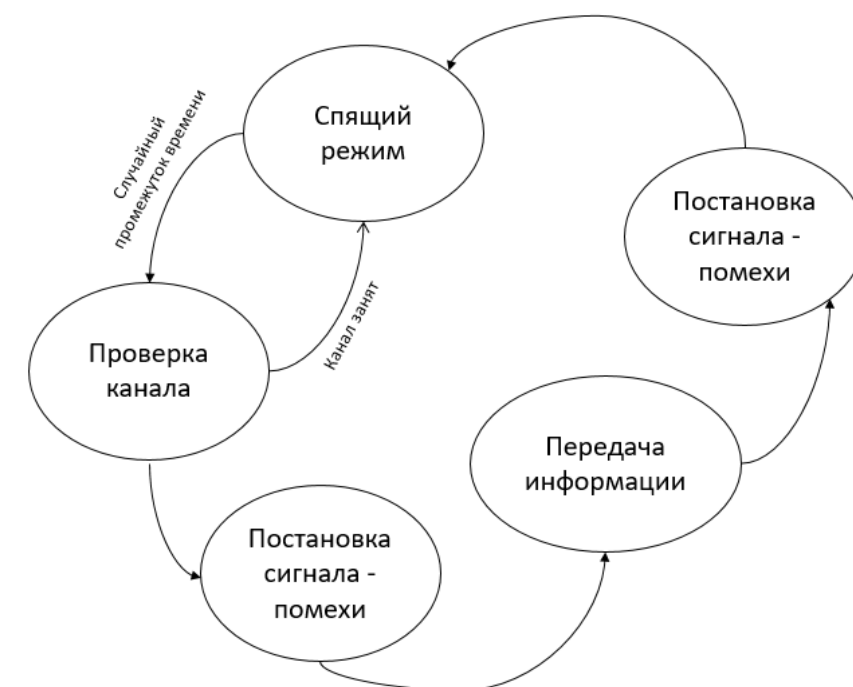 Спящий
режим
Случайный
промежуток времени
Постановка
сигнала -
помехи
Канал занят
Проверка
канала
Передача
информации
Постановка
сигнала -
помехи